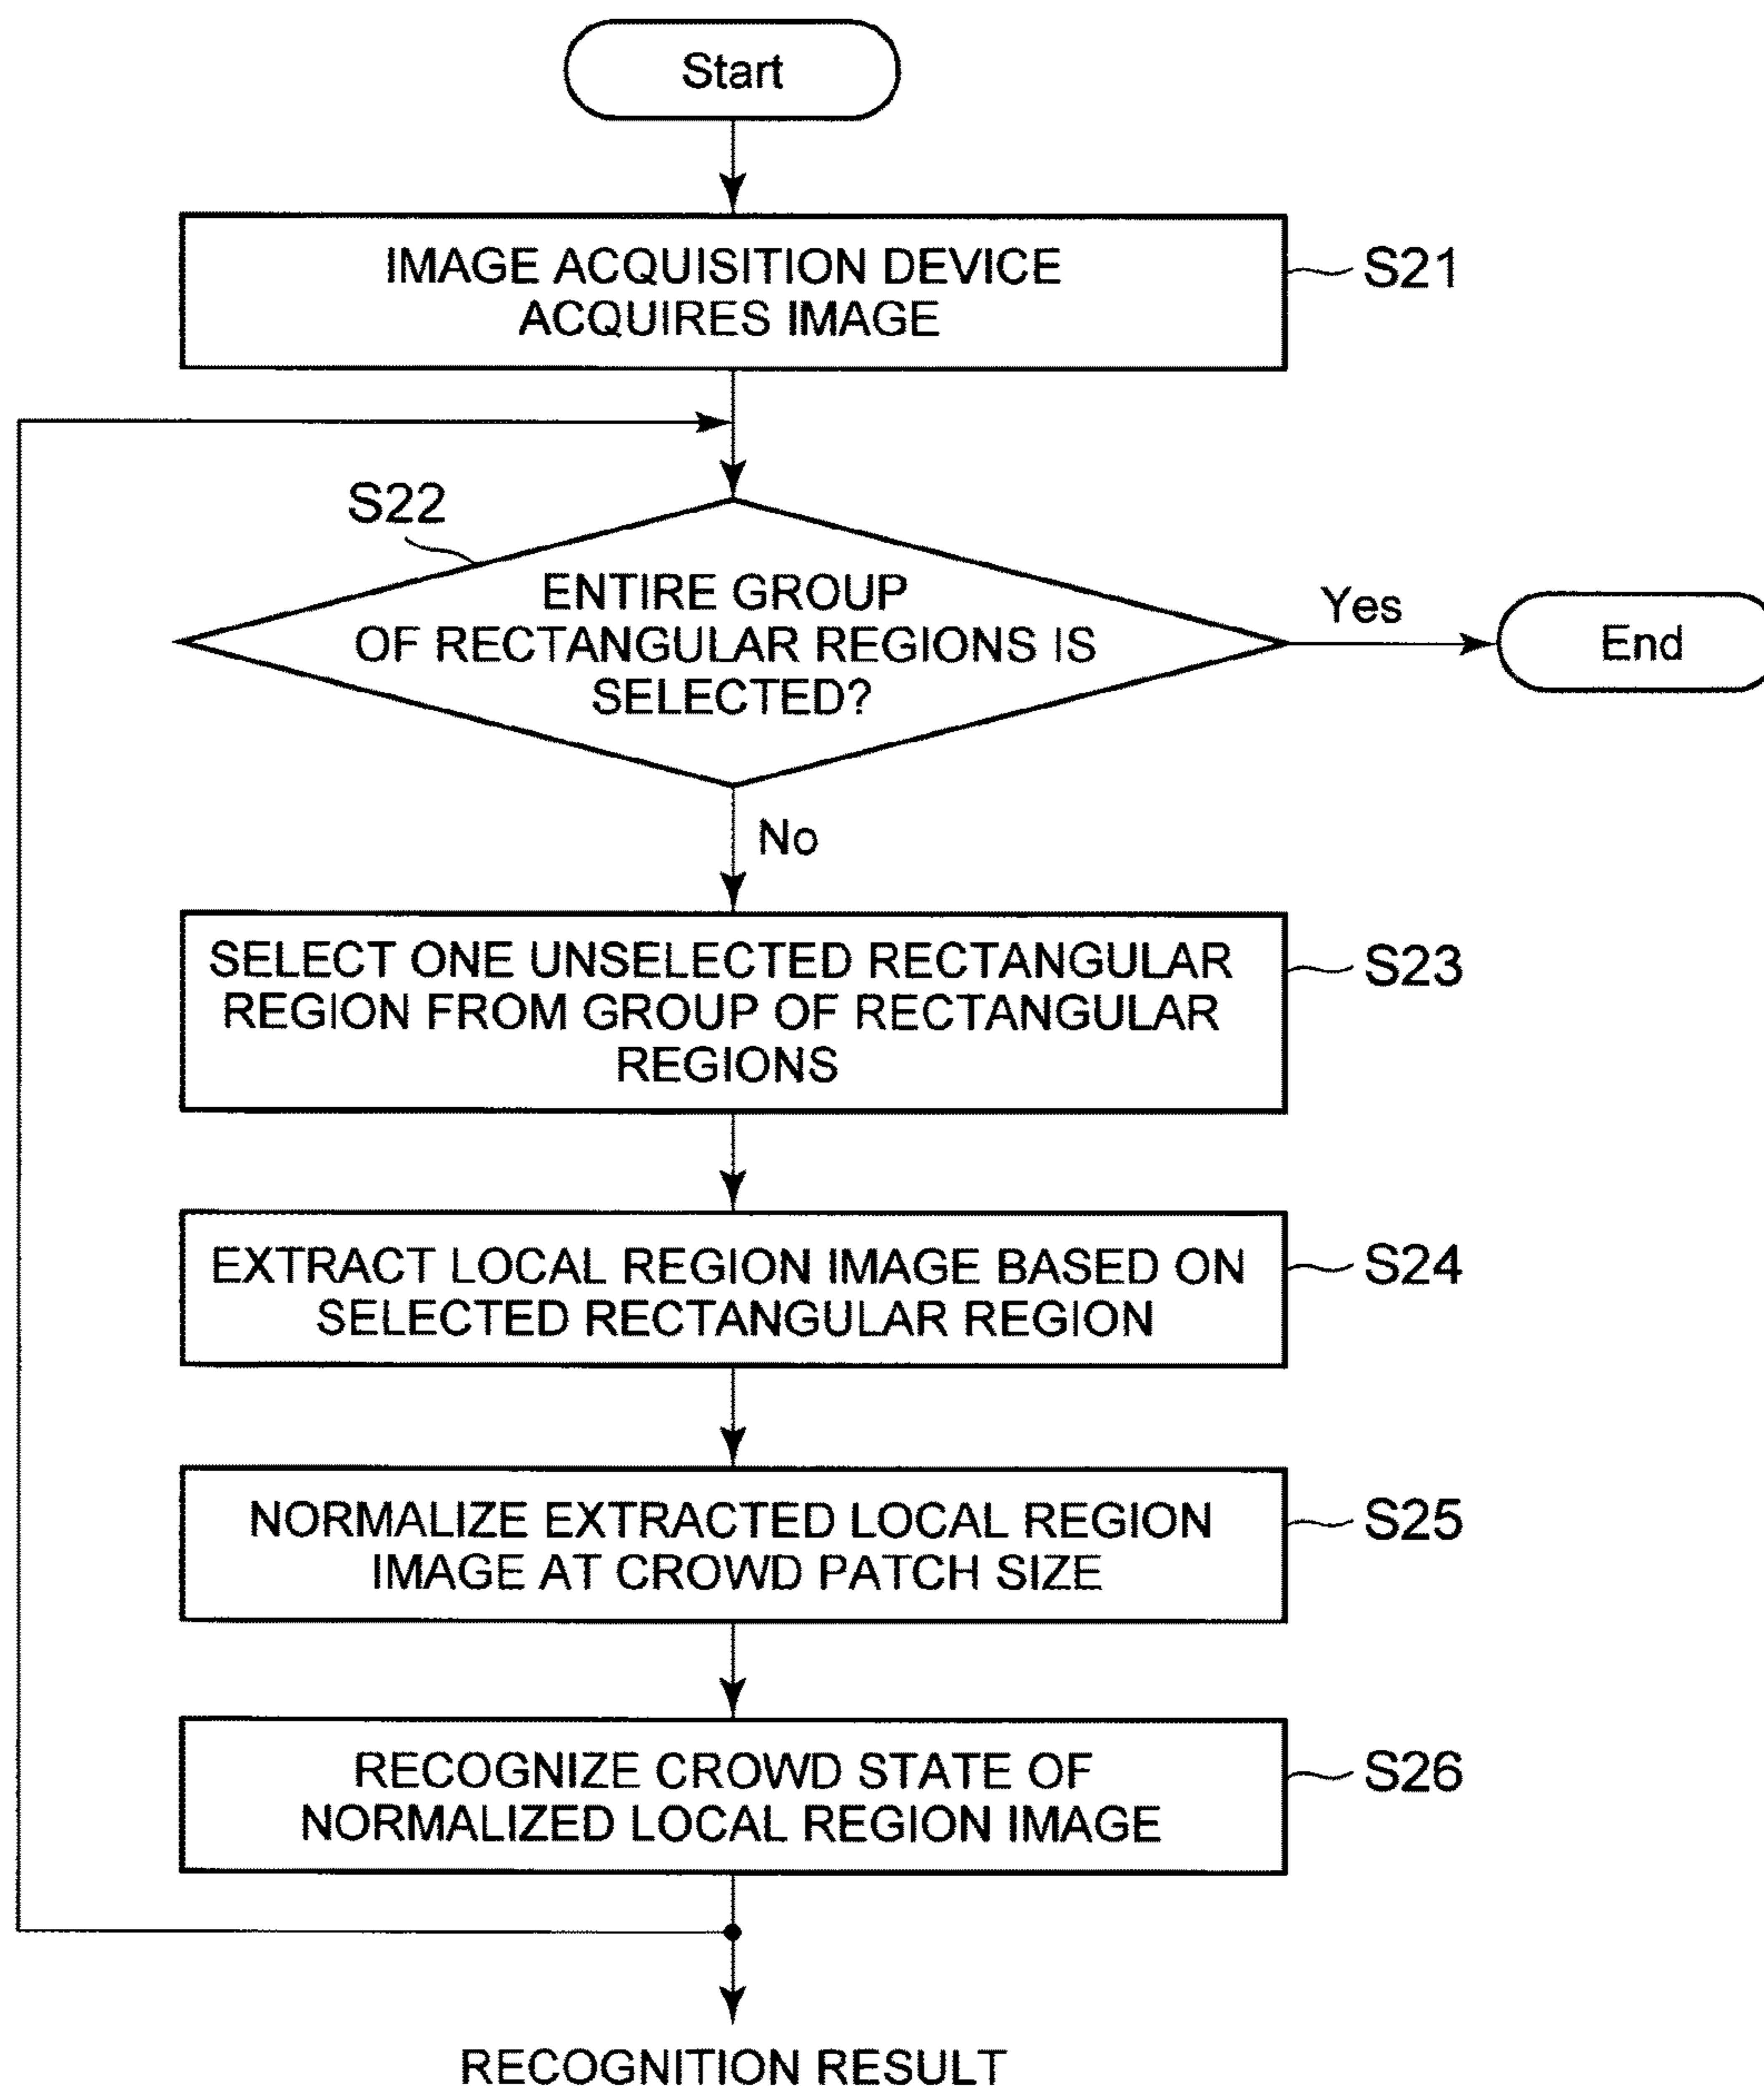 Start
IMAGE ACQUISITION DEVICE
ACQUIRES IMAGE
S21
S22
ENTIRE GROUP
OF RECTANGULAR REGIONS IS
SELECTED?
Yes
End
No
SELECT ONE UNSELECTED RECTANGULAR
REGION FROM GROUP OF RECTANGULAR
REGIONS
S23
EXTRACT LOCAL REGION IMAGE BASED ON
SELECTED RECTANGULAR REGION
S24
NORMALIZE EXTRACTED LOCAL REGION
IMAGE AT CROWD PATCH SIZE
S25
RECOGNIZE CROWD STATE OF
NORMALIZED LOCAL REGION IMAGE
S26
RECOGNITION RESULT